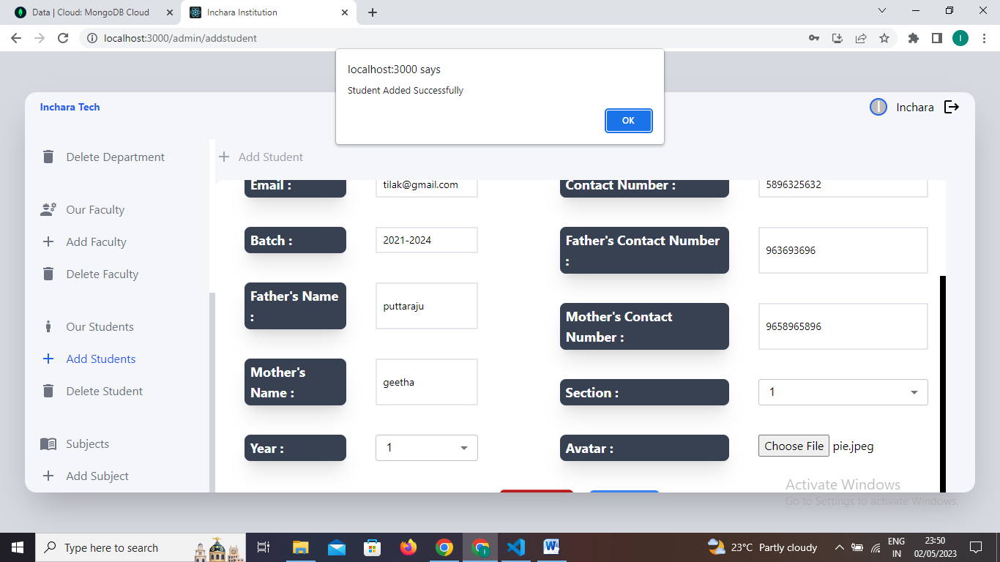 Data | Cloud: MongoDB Cloud
Inchara Institution
localhost:3000/admin/addstudent
I
localhost:3000 says
Student Added Successfully
OK
Inchara Tech
I
Inchara
Delete Department
Our Faculty
Add Faculty
Delete Faculty
Our Students
Add Students
Delete Student
Subjects
Add Subject
Add Student
Email :
tilak@gmail.com
Contact Number :
5896325632
Batch :
2021-2024
Father's Contact Number
:
963693696
Father's Name
:
puttaraju
Mother's Contact
Number :
9658965896
Mother's
Name :
geetha
Section :
1
Year :
1
Avatar :
Choose File pie.jpeg
Activate Windows
Go to Settings to activate Windows.
Type here to search
23°C Partly cloudy
ENG
IN
23:50
02/05/2023